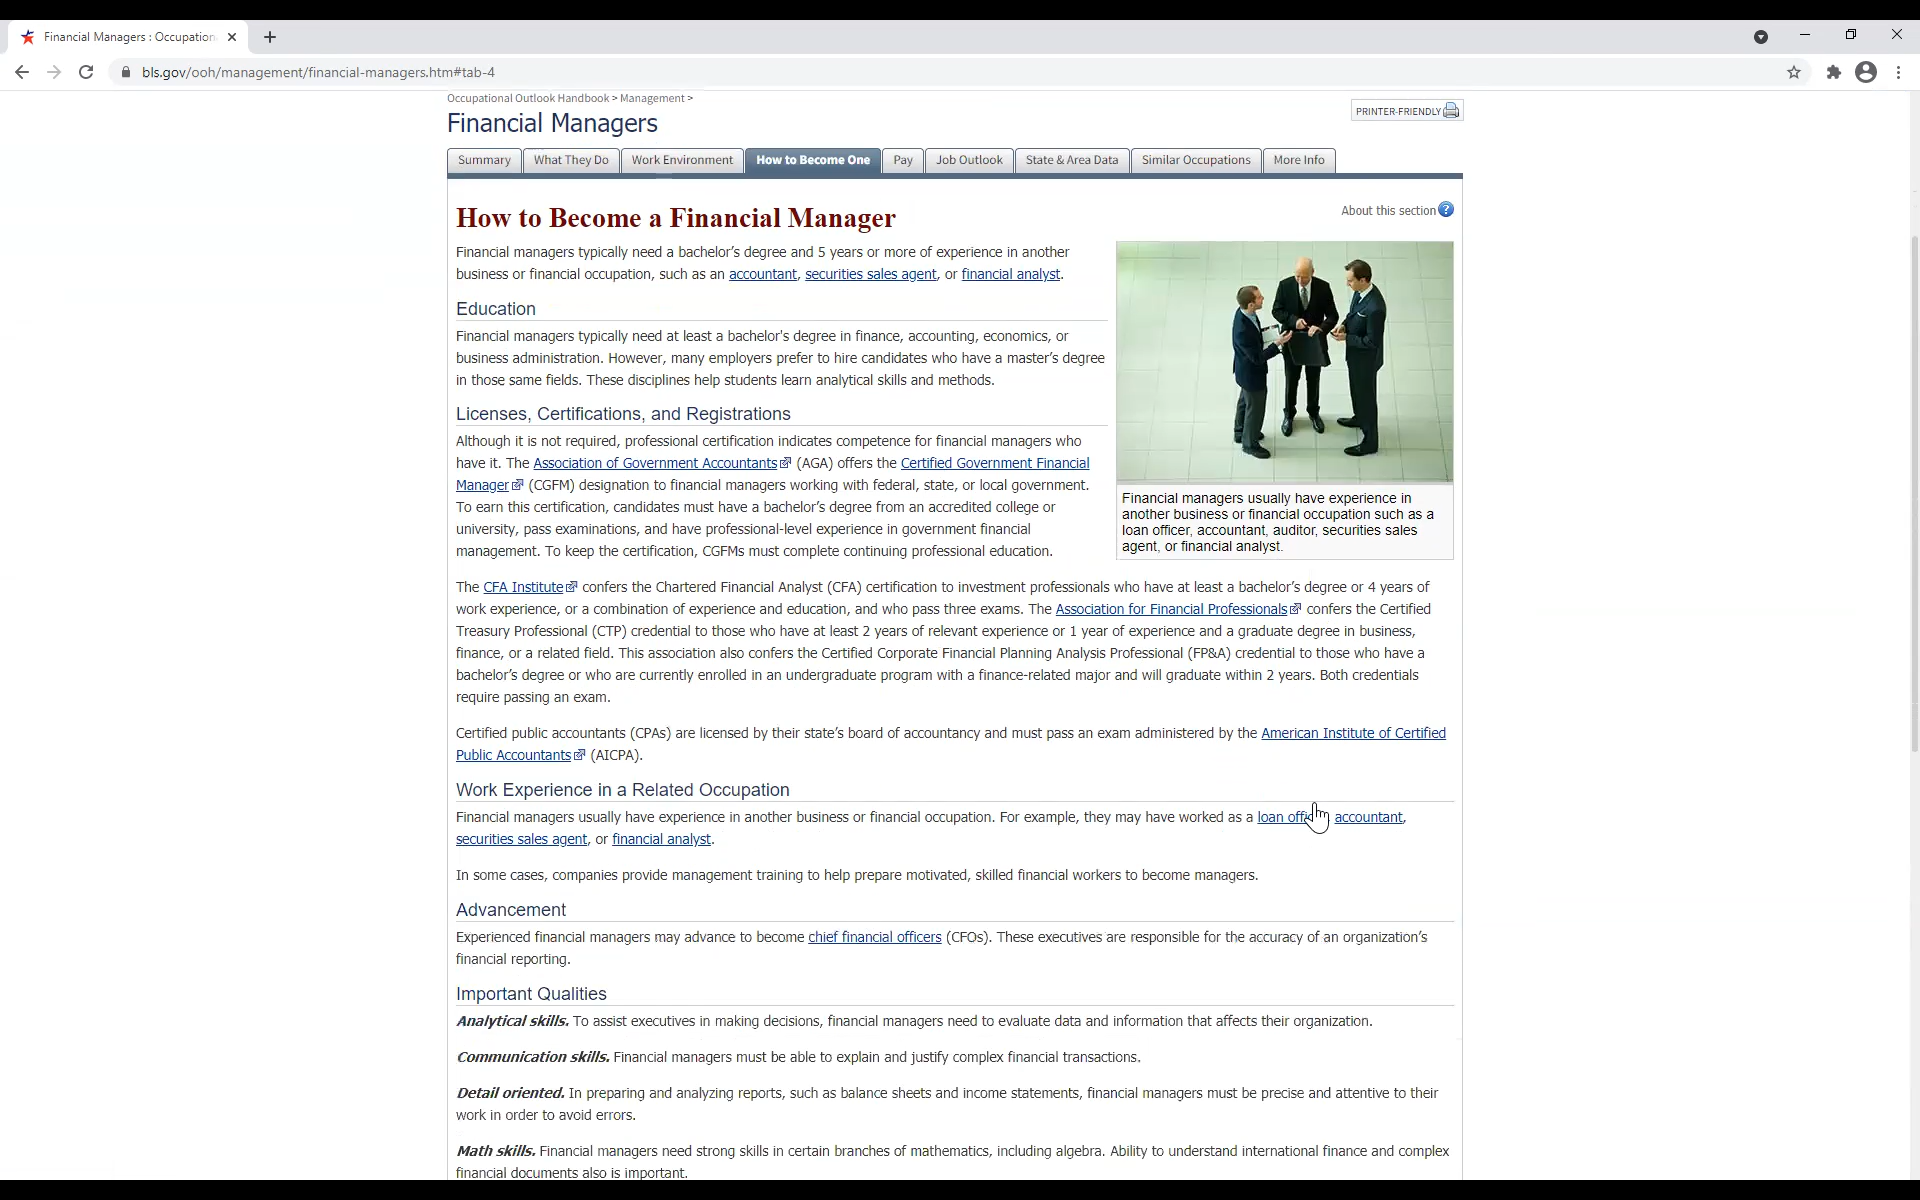 Financial Managers : Occupation
bls.gov/ooh/management/financial-managers.htm#tab-4
Occupational Outlook Handbook > Management >
Financial Managers
PRINTER-FRIENDLY
Summary
What They Do
Work Environment
How to Become One
Pay
Job Outlook
State & Area Data
Similar Occupations
More Info
How to Become a Financial Manager
About this section ?
Financial managers typically need a bachelor's degree and 5 years or more of experience in another
business or financial occupation, such as an accountant, securities sales agent, or financial analyst.
Education
Financial managers typically need at least a bachelor's degree in finance, accounting, economics, or
business administration. However, many employers prefer to hire candidates who have a master's degree
in those same fields. These disciplines help students learn analytical skills and methods.
Licenses, Certifications, and Registrations
Although it is not required, professional certification indicates competence for financial managers who
have it. The Association of Government Accountants (AGA) offers the Certified Government Financial
Manager (CGFM) designation to financial managers working with federal, state, or local government.
To earn this certification, candidates must have a bachelor's degree from an accredited college or
university, pass examinations, and have professional-level experience in government financial
management. To keep the certification, CGFMs must complete continuing professional education.
Financial managers usually have experience in
another business or financial occupation such as a
loan officer, accountant, auditor, securities sales
agent, or financial analyst.
The CFA Institute confers the Chartered Financial Analyst (CFA) certification to investment professionals who have at least a bachelor's degree or 4 years of
work experience, or a combination of experience and education, and who pass three exams. The Association for Financial Professionals confers the Certified
Treasury Professional (CTP) credential to those who have at least 2 years of relevant experience or 1 year of experience and a graduate degree in business,
finance, or a related field. This association also confers the Certified Corporate Financial Planning Analysis Professional (FP&A) credential to those who have a
bachelor's degree or who are currently enrolled in an undergraduate program with a finance-related major and will graduate within 2 years. Both credentials
require passing an exam.
Certified public accountants (CPAs) are licensed by their state's board of accountancy and must pass an exam administered by the American Institute of Certified
Public Accountants (AICPA).
Work Experience in a Related Occupation
Financial managers usually have experience in another business or financial occupation. For example, they may have worked as a loan accountant,
securities sales agent, or financial analyst.
In some cases, companies provide management training to help prepare motivated, skilled financial workers to become managers.
Advancement
Experienced financial managers may advance to become chief financial officers (CFOs). These executives are responsible for the accuracy of an organization's
financial reporting.
Important Qualities
Analytical skills. To assist executives in making decisions, financial managers need to evaluate data and information that affects their organization.
Communication skills. Financial managers must be able to explain and justify complex financial transactions.
Detail oriented. In preparing and analyzing reports, such as balance sheets and income statements, financial managers must be precise and attentive to their
work in order to avoid errors.
Math skills. Financial managers need strong skills in certain branches of mathematics, including algebra. Ability to understand international finance and complex
financial documents also is important.